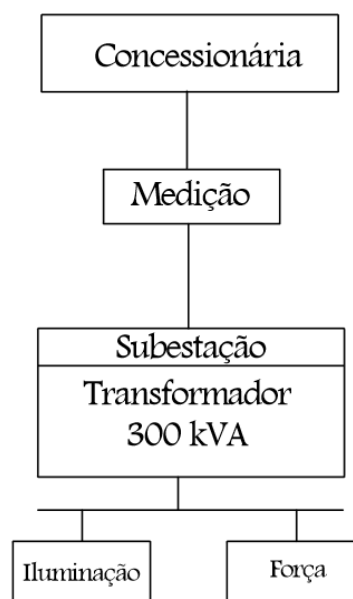 Concessionária
Medição
Subestação
Transformador
300 kVA
Iluminação
Força